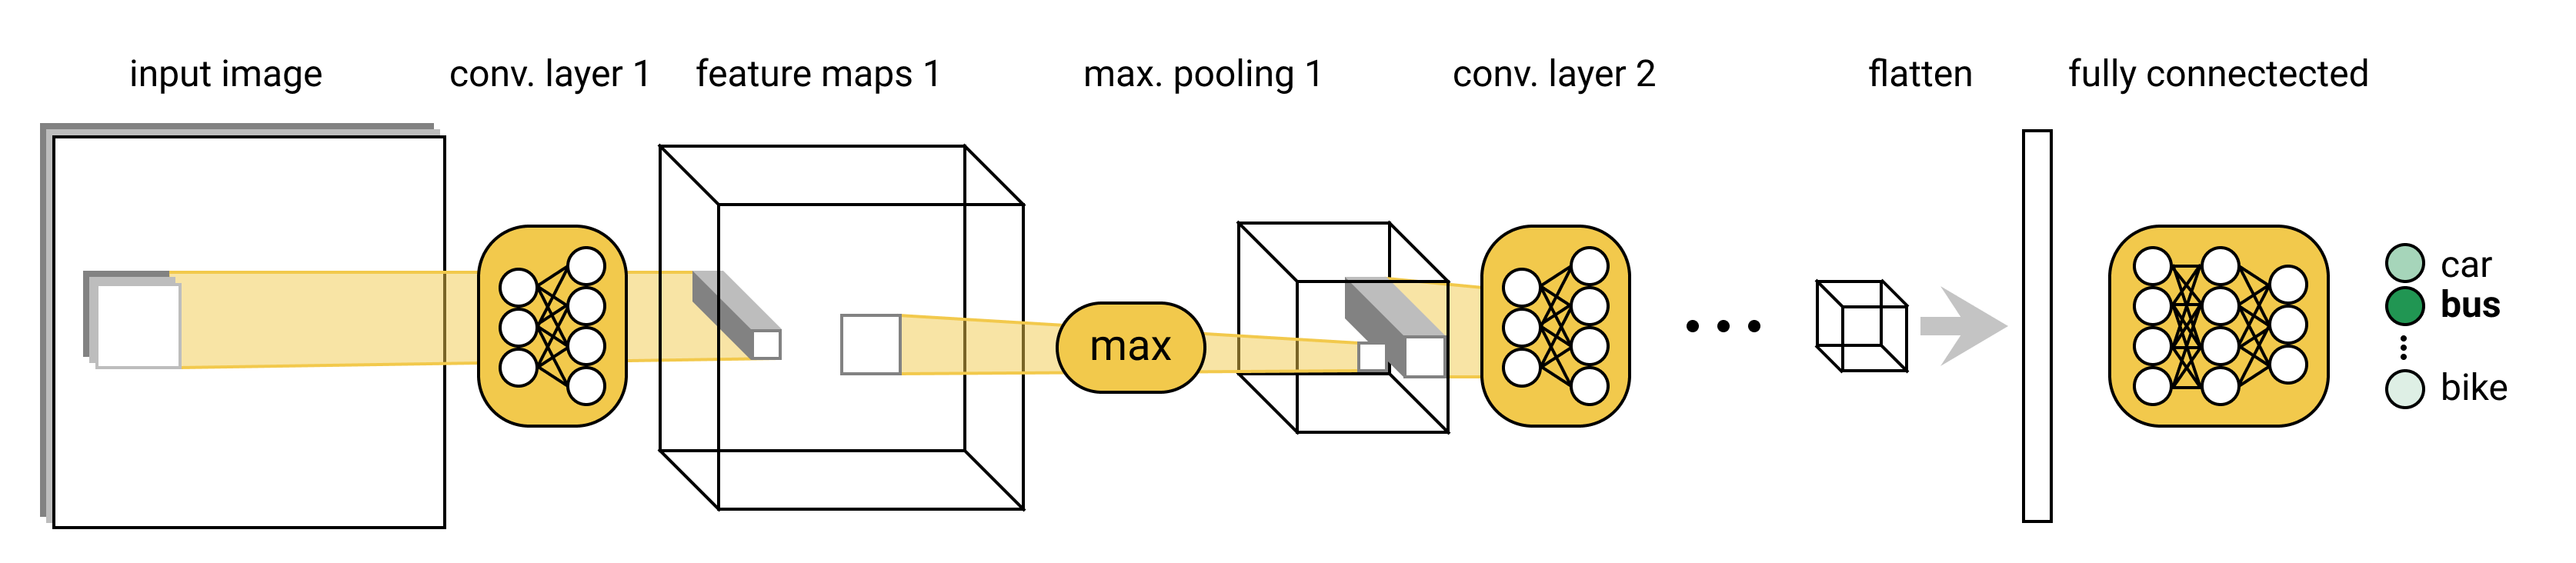 input image
conv. layer 1
feature maps 1
max. pooling 1
conv. layer 2
flatten
fully connectected
max
car
bus
bike